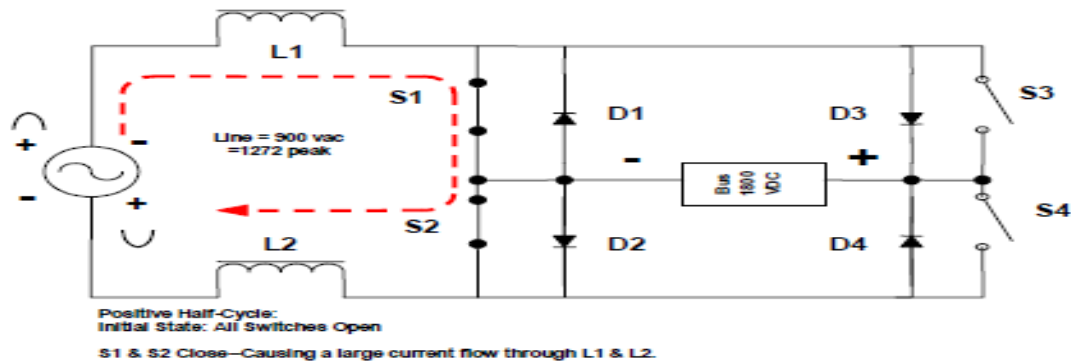 L1
S1
D1
D3
S3
+
-
Line = 900 vac
=1272 peak
-
+
Bus
1800
VDC
-
+
S2
D2
D4
S4
L2
Positive Half-Cycle:
Initial State: All Switches Open
S1 & S2 Close–Causing a large current flow through L1 & L2.